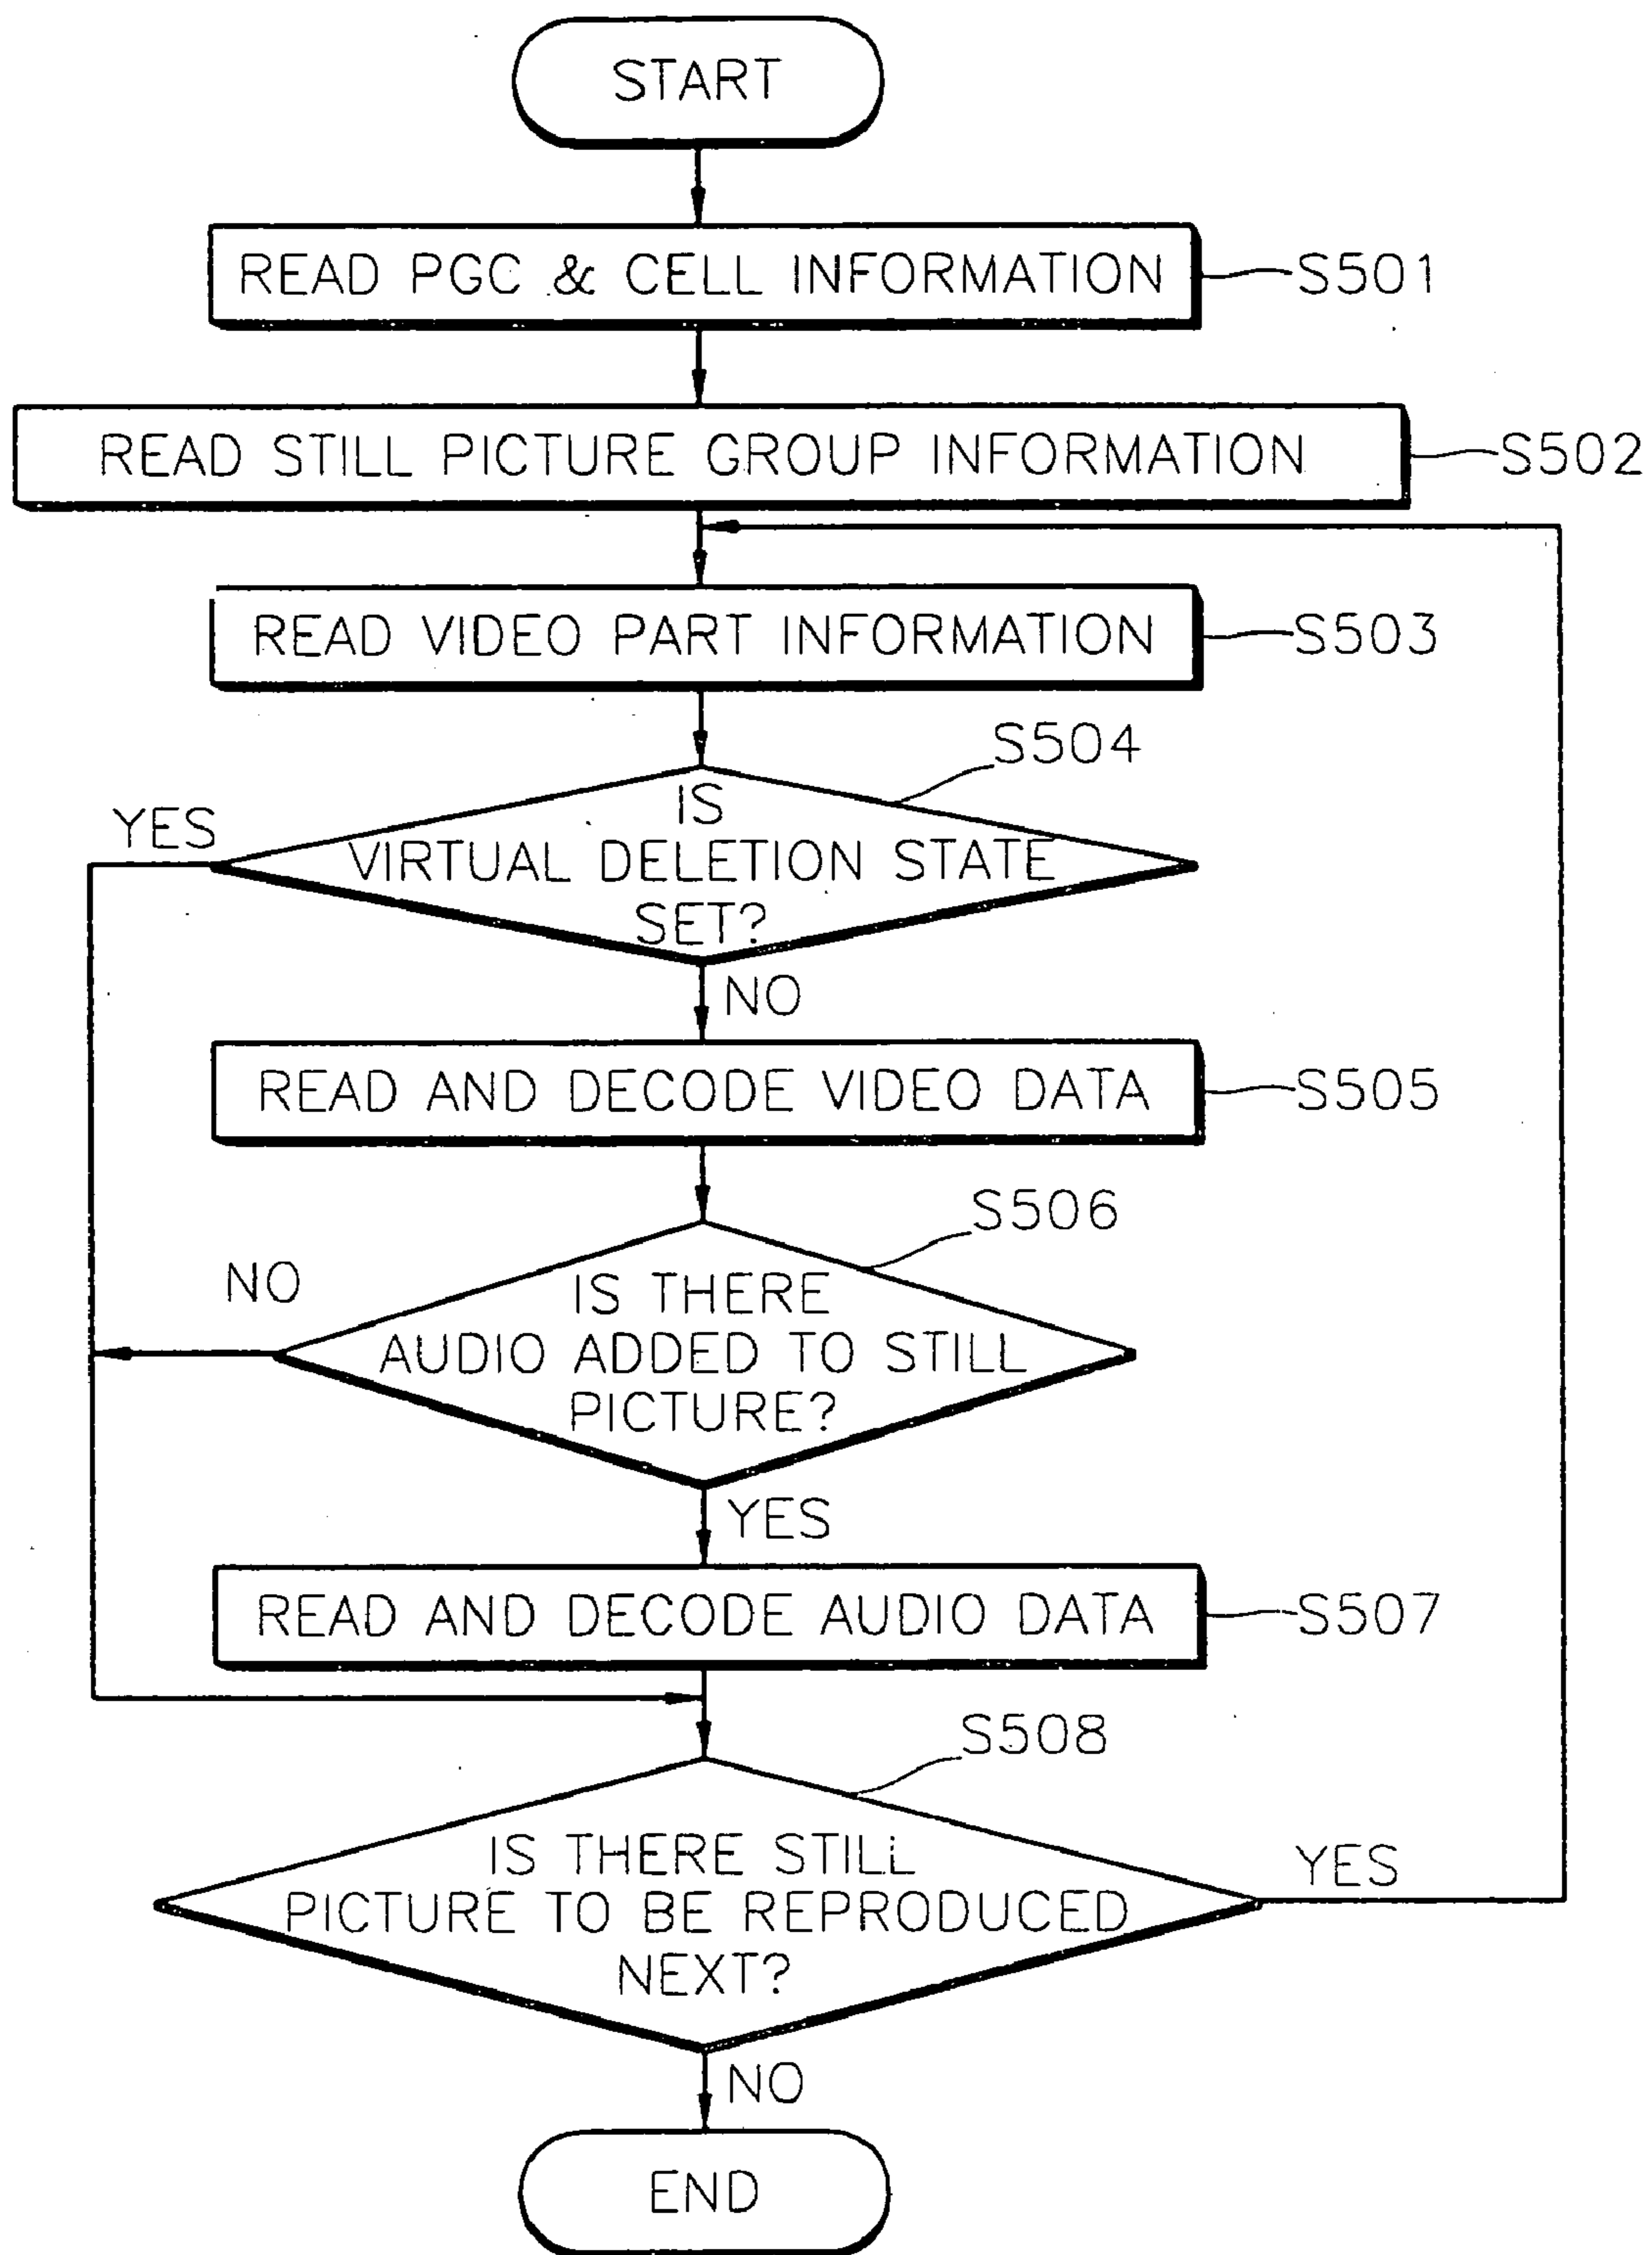 START
READ PGC & CELL INFORMATION
S501
READ STILL PICTURE GROUP INFORMATION
S502
READ VIDEO PART INFORMATION
S503
S504
YES
IS
VIRTUAL DELETION STATE
SET?
NO
READ AND DECODE VIDEO DATA
S505
S506
NO
IS THERE
AUDIO ADDED TO STILL
PICTURE?
YES
READ AND DECODE AUDIO DATA
S507
S508
IS THERE STILL
PICTURE TO BE REPRODUCED
NEXT?
YES
NO
END